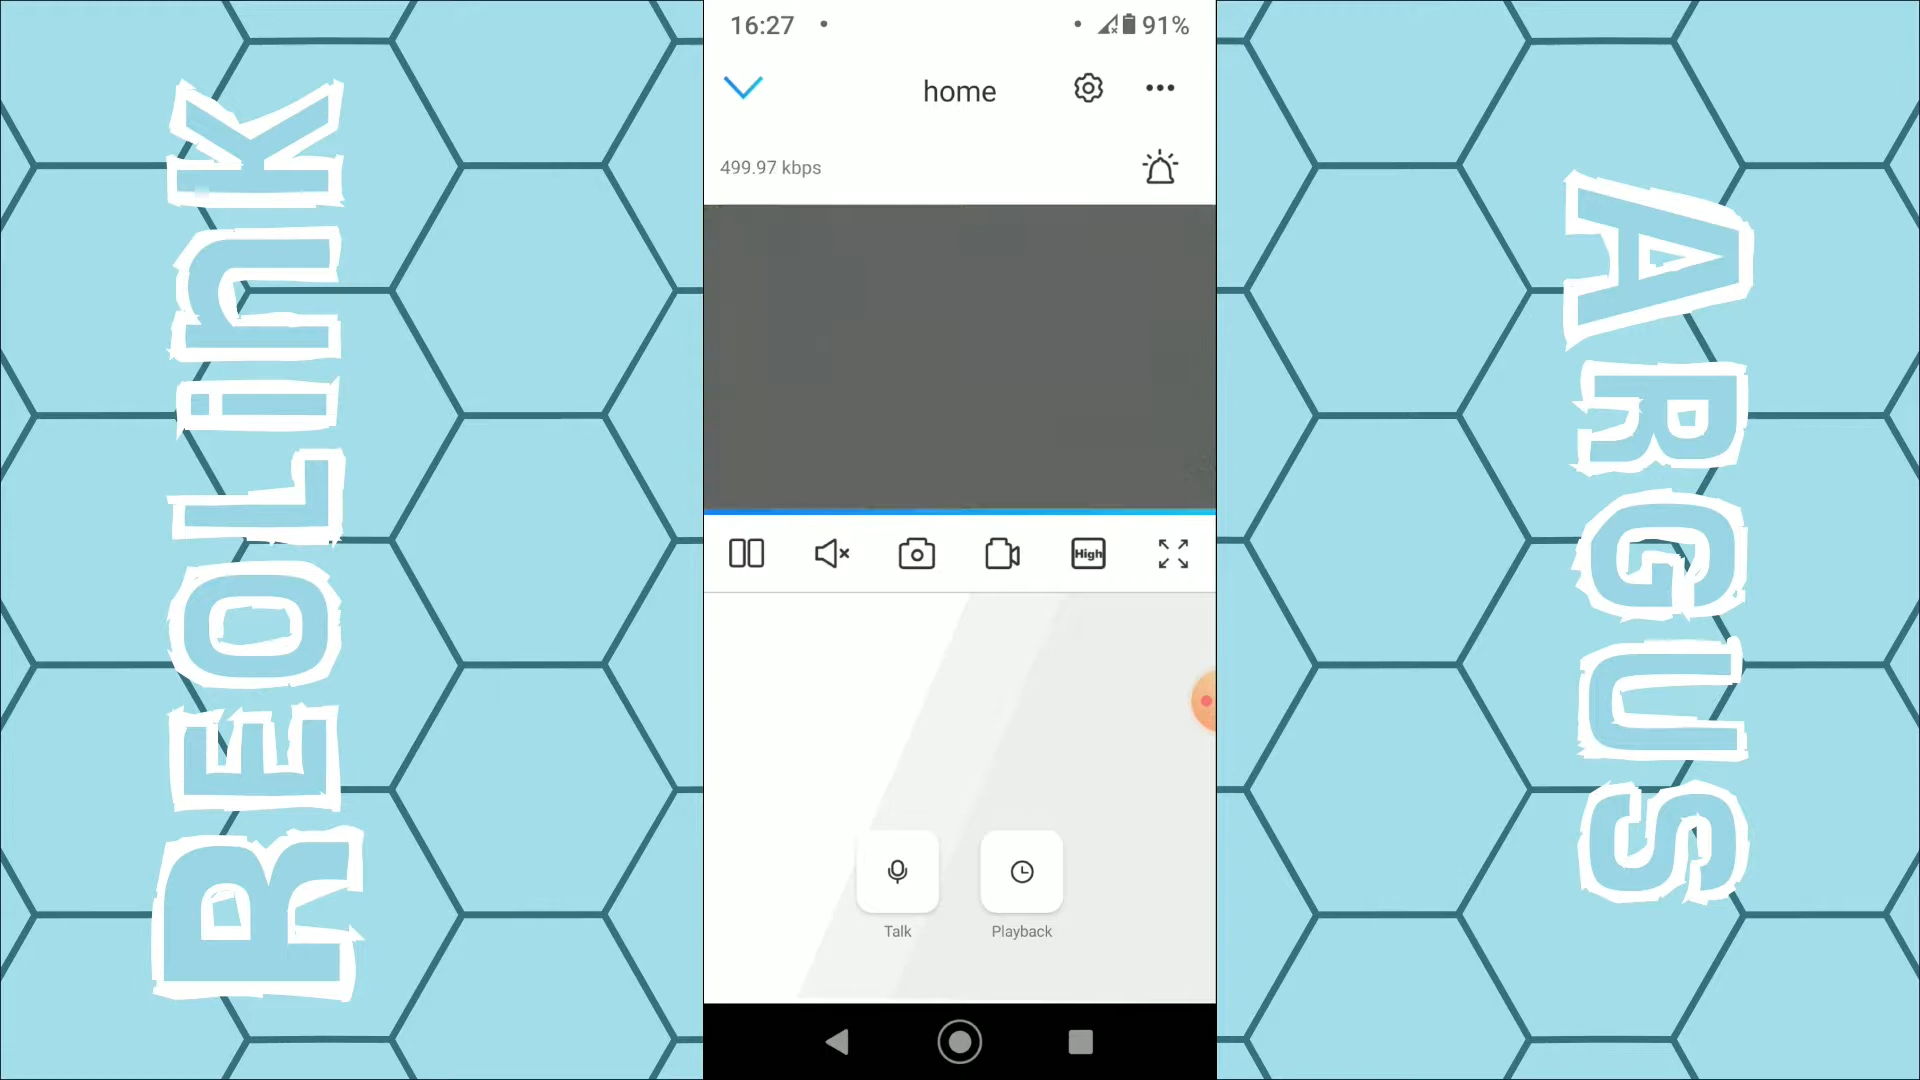 REOLinK
16:27
91%
home
499.97 kbps
High
Talk
Playback
ARGUS